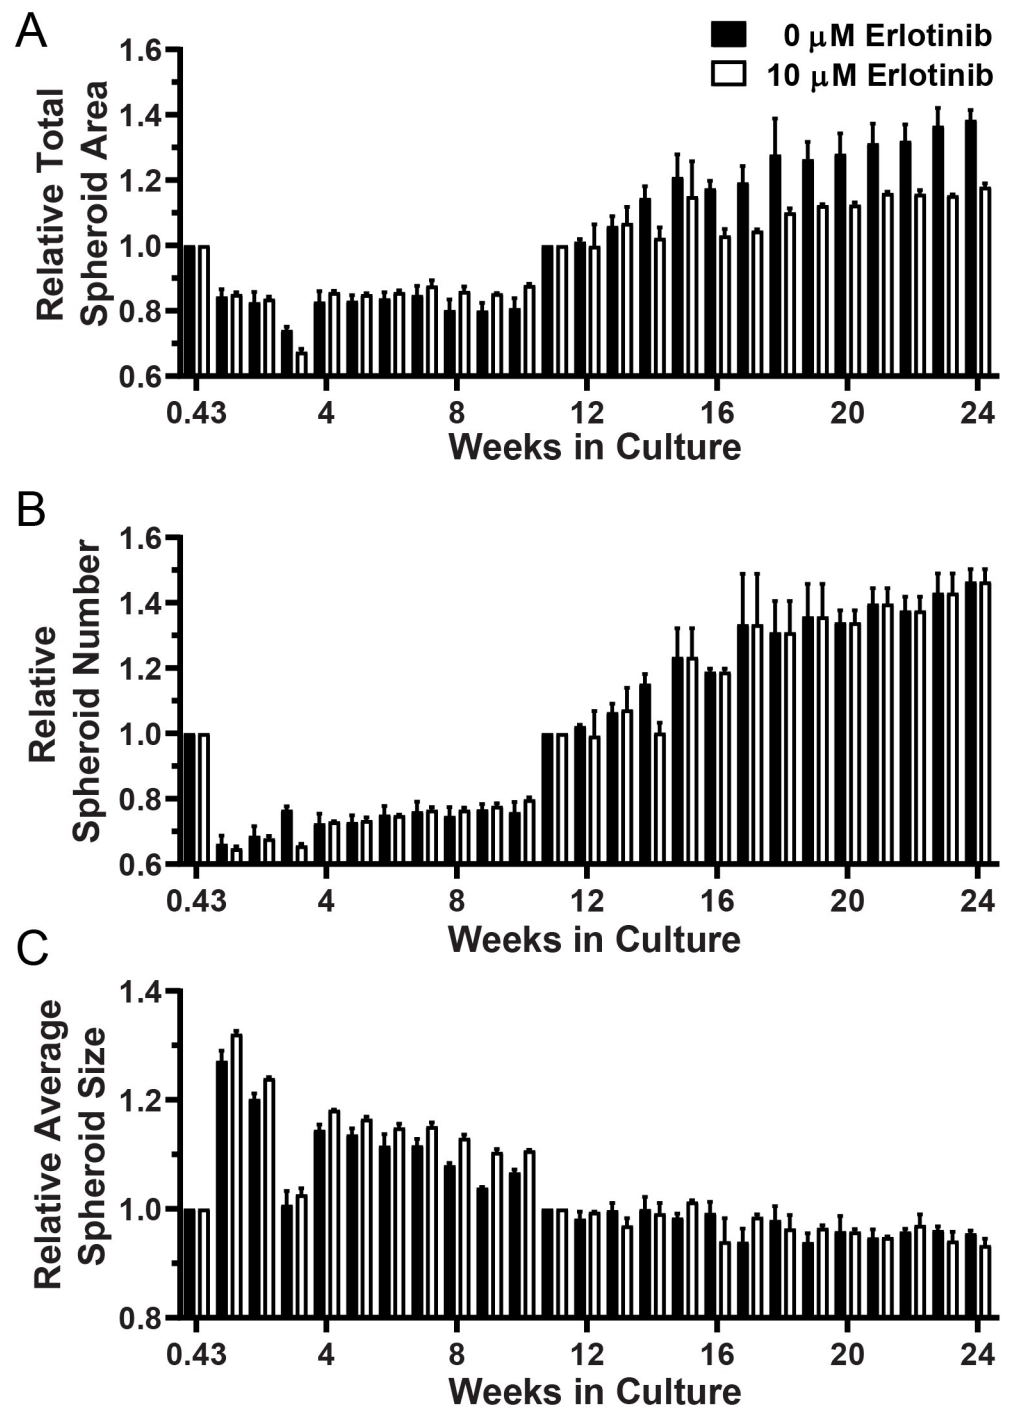 A
0 µM Erlotinib
10 µM Erlotinib
Relative Total
Spheroid Area
1.6
1.4
1.2
1.0
0.8
0.6
0.43 4 8 12 16 20 24
Weeks in Culture
B
Relative
Spheroid Number
1.6
1.4
1.2
1.0
0.8
0.6
0.43 4 8 12 16 20 24
Weeks in Culture
C
Relative Average
Spheroid Size
1.4
1.2
1.0
0.8
0.43 4 8 12 16 20 24
Weeks in Culture